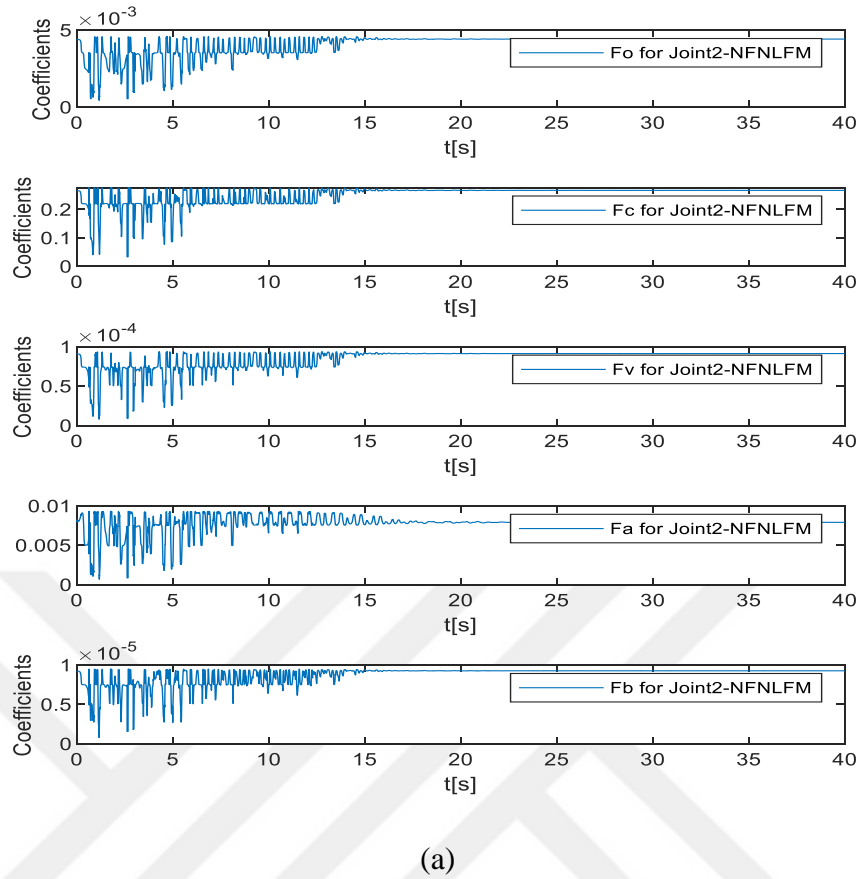 × 10^-3
5
0
Coefficients
Fo for Joint2-NFNLFM
0 5 10 15 20 25 30 35 40
t[s]
0.2
0.1
0
Coefficients
Fc for Joint2-NFNLFM
0 5 10 15 20 25 30 35 40
t[s]
× 10^-4
1
0.5
0
Coefficients
Fv for Joint2-NFNLFM
0 5 10 15 20 25 30 35 40
t[s]
0.01
0.005
0
Coefficients
Fa for Joint2-NFNLFM
0 5 10 15 20 25 30 35 40
t[s]
× 10^-5
1
0.5
0
Coefficients
Fb for Joint2-NFNLFM
0 5 10 15 20 25 30 35 40
t[s]
(a)